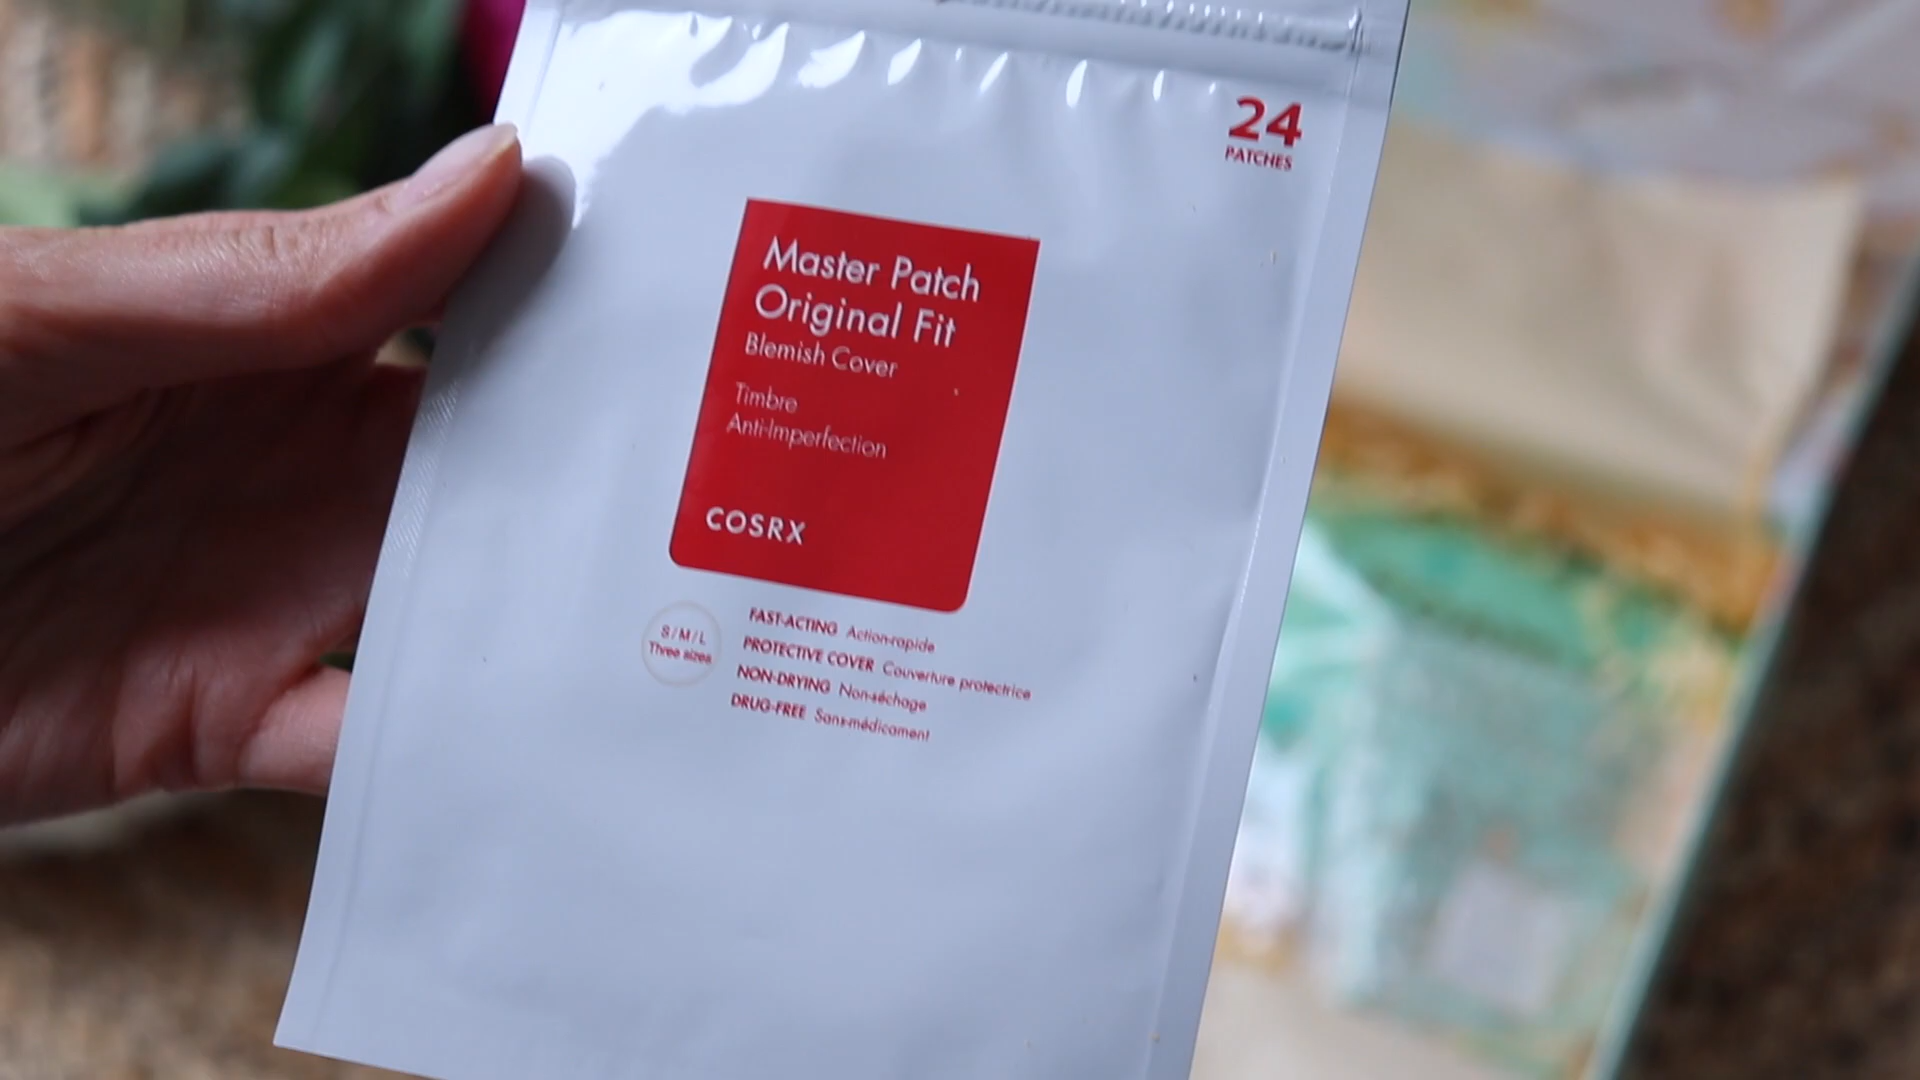 24
PATCHES
Master Patch
Original Fit
Blemish Cover
Timbre
Anti-Imperfection
COSRX
S/M/L
Three sizes
FAST-ACTING Action-rapide
PROTECTIVE COVER Couverture protectrice
NON-DRYING Non-séchage
DRUG-FREE Sans-médicament